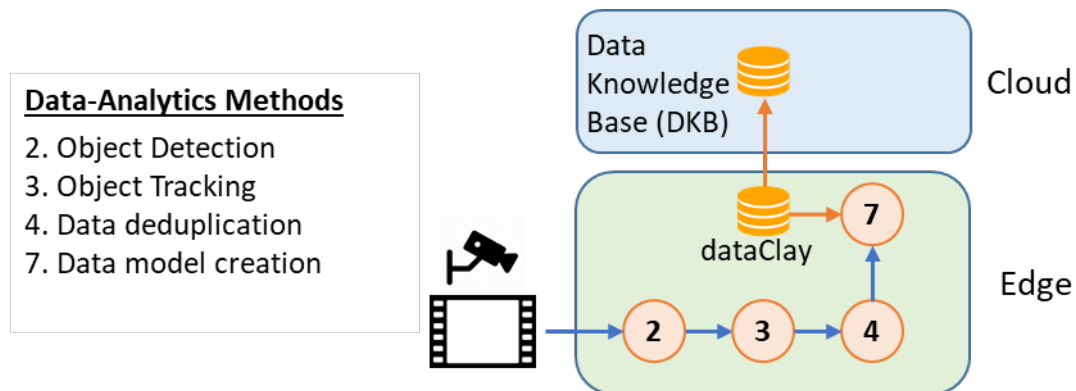 Data-Analytics Methods
2. Object Detection
3. Object Tracking
4. Data deduplication
7. Data model creation
Data
Knowledge
Base (DKB)
Cloud
7
dataClay
Edge
2
3
4